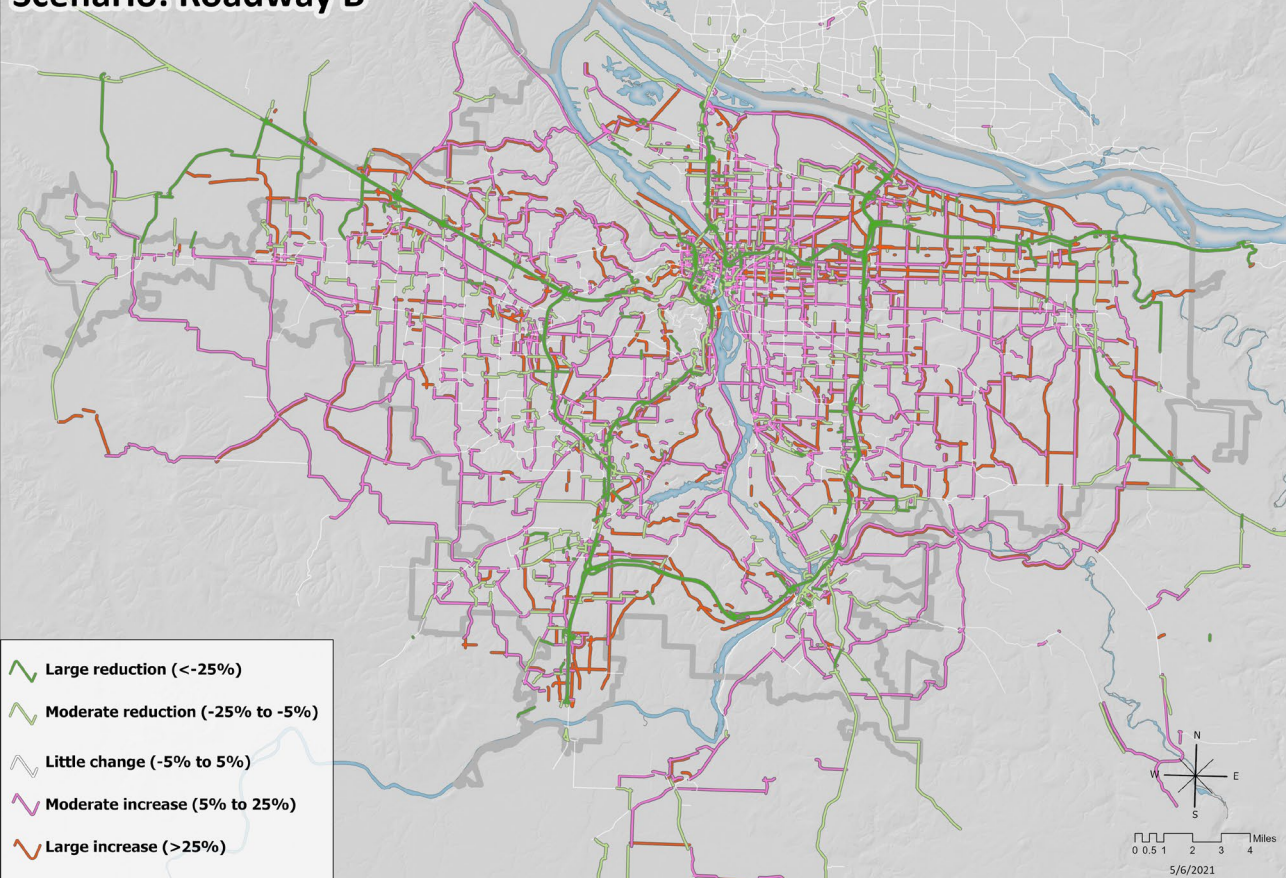 Scenario: Roadway B
Large reduction (<-25%)
Moderate reduction (-25% to -5%)
Little change (-5% to 5%)
Moderate increase (5% to 25%)
Large increase (>25%)
N
W E
S
Miles
0 0.5 1 2 3 4
5/6/2021